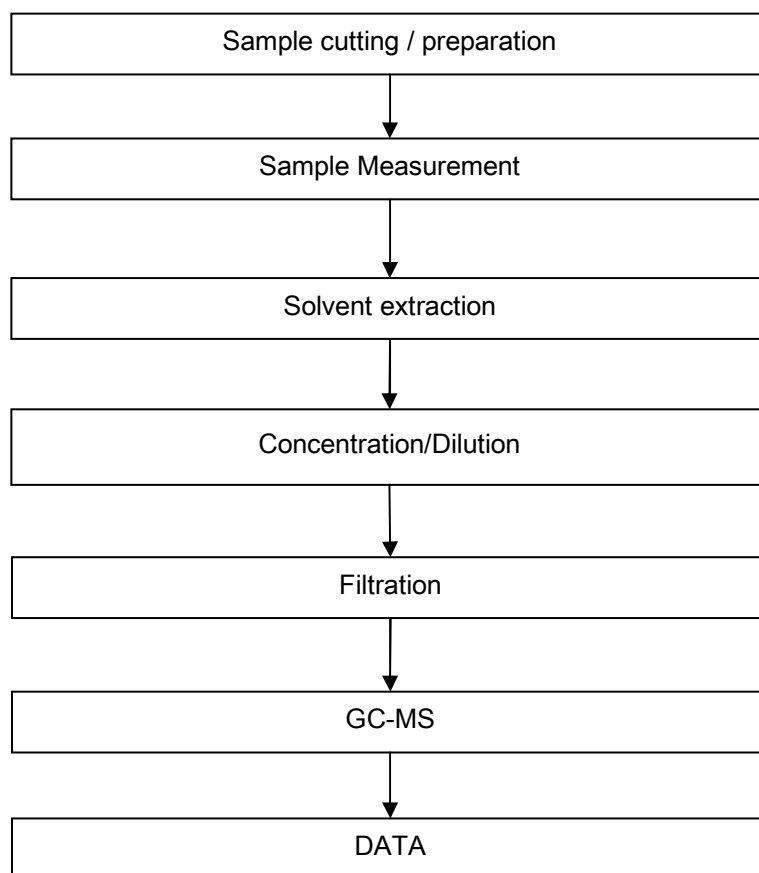 Sample cutting / preparation
Sample Measurement
Solvent extraction
Concentration/Dilution
Filtration
GC-MS
DATA